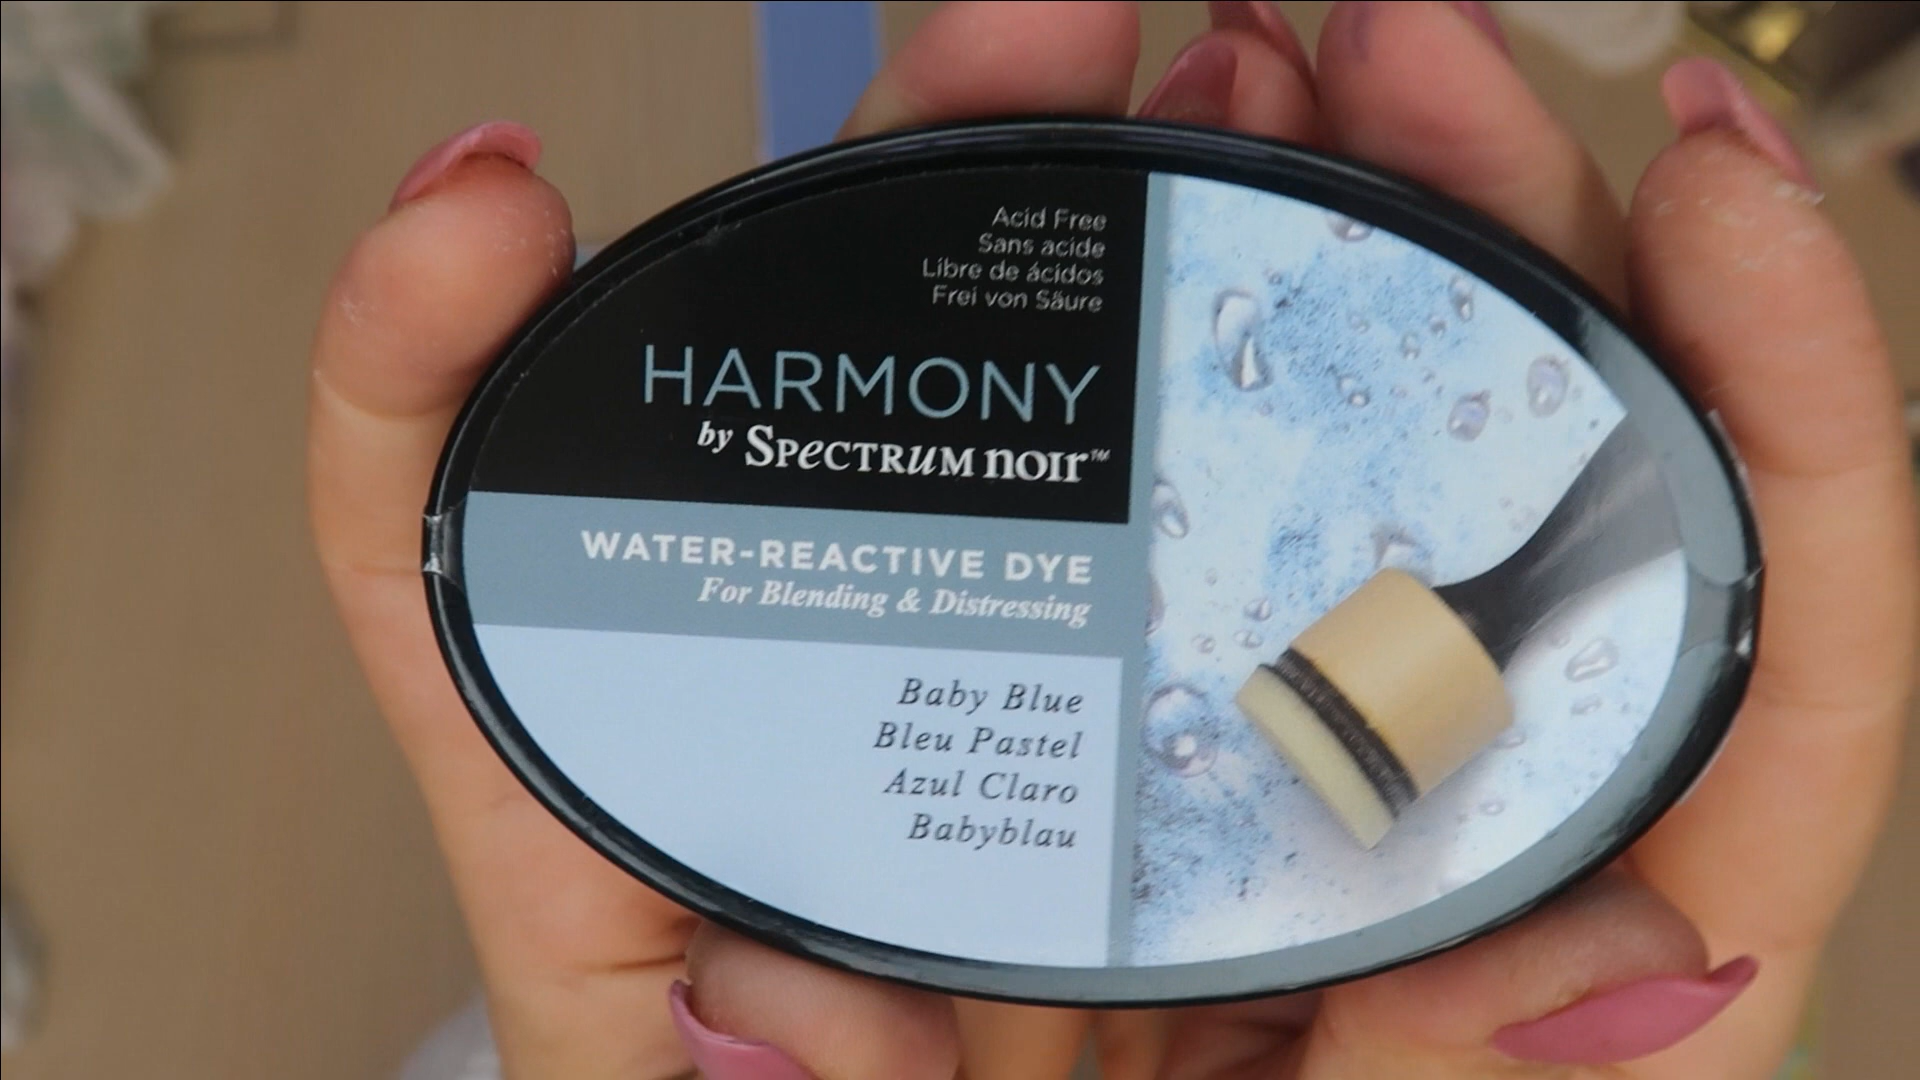 Acid Free
Sans acide
Libre de ácidos
Frei von Säure
HARMONY
by SPECTRUM NOIR™
WATER-REACTIVE DYE
For Blending & Distressing
Baby Blue
Bleu Pastel
Azul Claro
Babyblau